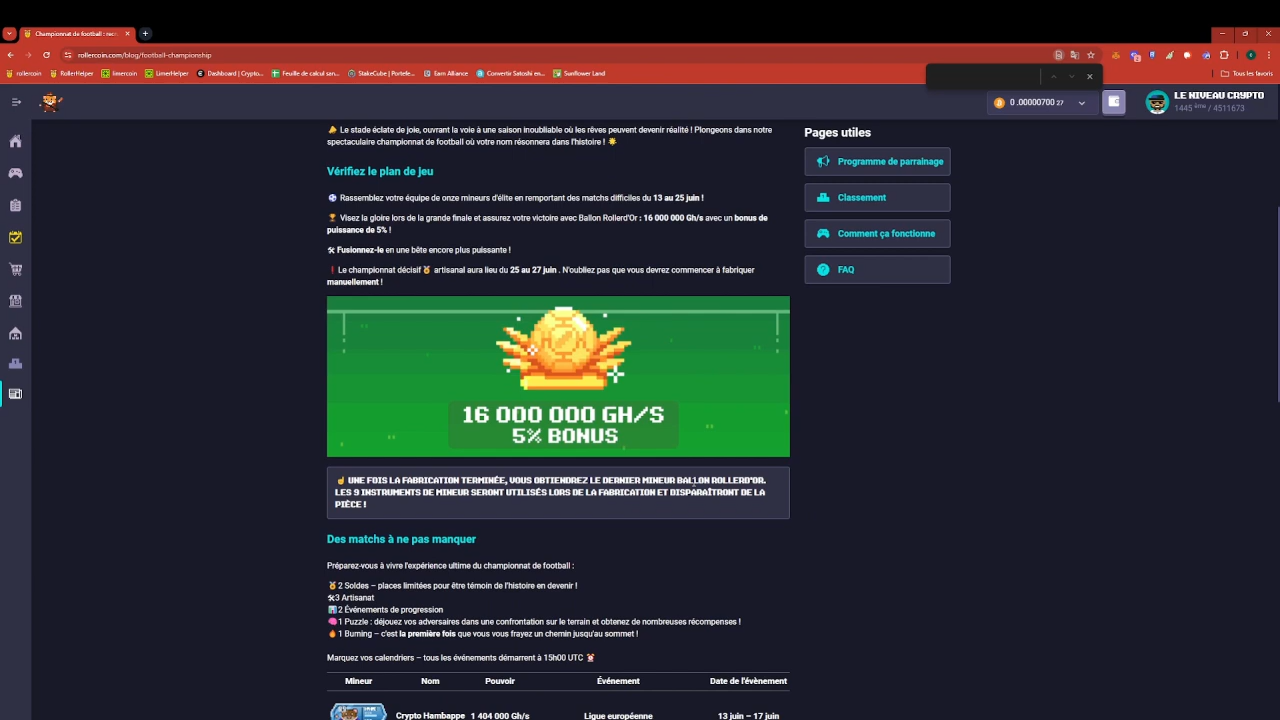 Championnat de football : recru
rollercoin.com/blog/football-championship
rollercoin RollerHelper limercoin LimerHelper Dashboard | Crypto... Feuille de calcul san... StakeCube | Portefe... Earn Alliance Convertir Satoshi en... Sunflower Land Tous les favoris
0 .00000700 27
LE NIVEAU CRYPTO
1445 ème / 4511673
📣 Le stade éclate de joie, ouvrant la voie à une saison inoubliable où les rêves peuvent devenir réalité ! Plongeons dans notre
spectaculaire championnat de football où votre nom résonnera dans l'histoire ! 🌟
Vérifiez le plan de jeu
⚽ Rassemblez votre équipe de onze mineurs d'élite en remportant des matchs difficiles du 13 au 25 juin !
🏆 Visez la gloire lors de la grande finale et assurez votre victoire avec Ballon Rollerd'Or : 16 000 000 Gh/s avec un bonus de
puissance de 5% !
🛠 Fusionnez-le en une bête encore plus puissante !
❗Le championnat décisif🥇 artisanal aura lieu du 25 au 27 juin . N'oubliez pas que vous devrez commencer à fabriquer
manuellement !
16 000 000 GH/S
5% BONUS
☝ UNE FOIS LA FABRICATION TERMINÉE, VOUS OBTIENDREZ LE DERNIER MINEUR BALLON ROLLERD'OR.
LES 9 INSTRUMENTS DE MINEUR SERONT UTILISÉS LORS DE LA FABRICATION ET DISPARAÎTRONT DE LA
PIÈCE !
Des matchs à ne pas manquer
Préparez-vous à vivre l'expérience ultime du championnat de football :
🥇2 Soldes – places limitées pour être témoin de l'histoire en devenir !
🛠3 Artisanat
📊2 Événements de progression
🧠1 Puzzle : déjouez vos adversaires dans une confrontation sur le terrain et obtenez de nombreuses récompenses !
🔥1 Burning – c'est la première fois que vous vous frayez un chemin jusqu'au sommet !
Marquez vos calendriers – tous les événements démarrent à 15h00 UTC ⏰
Mineur Nom Pouvoir Événement Date de l'évènement
Crypto Hambappe 1 404 000 Gh/s Ligue européenne 13 juin – 17 juin
Pages utiles
Programme de parrainage
Classement
Comment ça fonctionne
FAQ